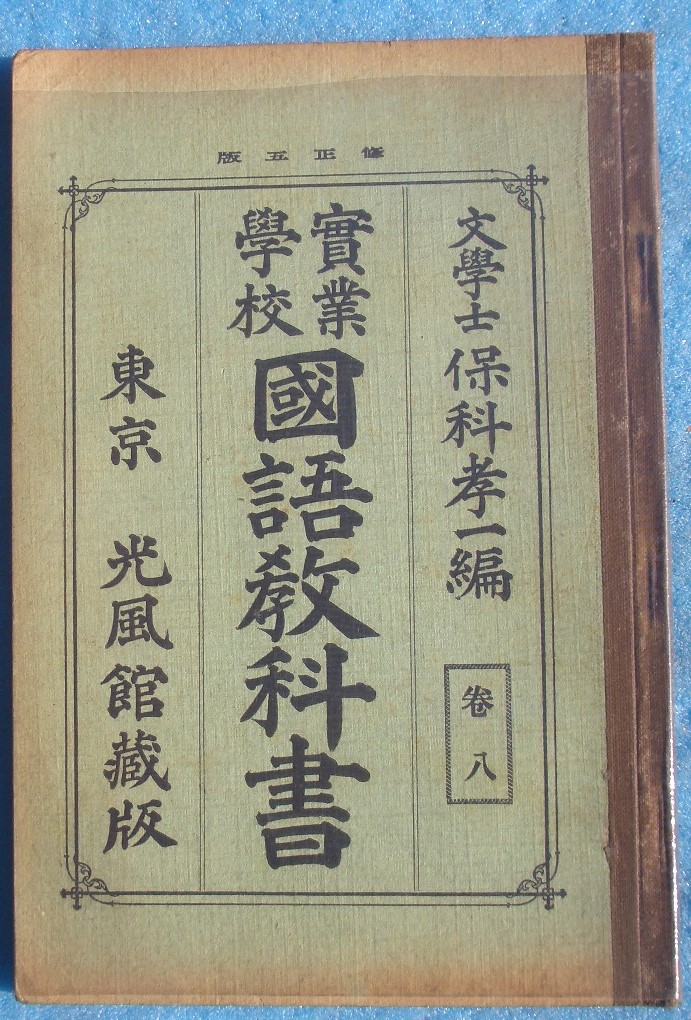 修正五版
文學士保科孝一編
卷八
實業
學校
國語敎科書
東京 光風館藏版